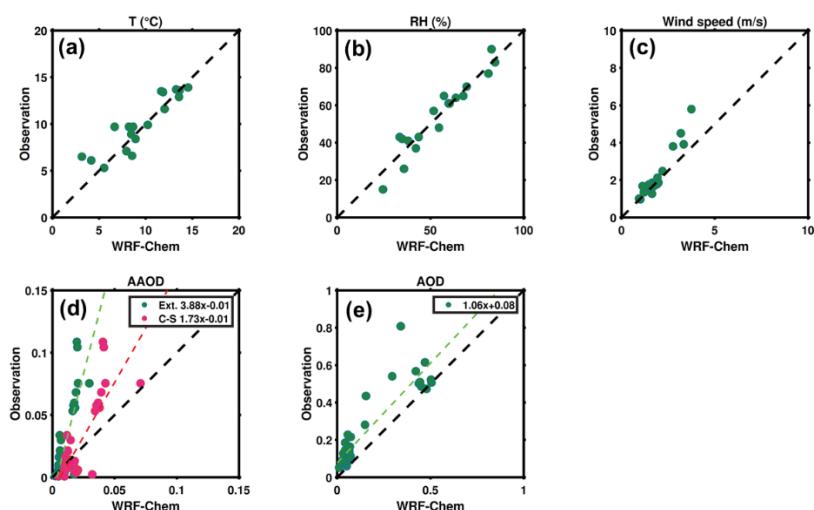 T (°C)
(a)
Observation
20
15
10
5
0
0 5 10 15 20
WRF-Chem
RH (%)
(b)
Observation
100
80
60
40
20
0
0 50 100
WRF-Chem
Wind speed (m/s)
(c)
Observation
10
8
6
4
2
0
0 5 10
WRF-Chem
AAOD
(d)
Ext. 3.88x-0.01
C-S 1.73x-0.01
Observation
0.15
0.1
0.05
0
0 0.05 0.1 0.15
WRF-Chem
AOD
(e)
1.06x+0.08
Observation
1
0.8
0.6
0.4
0.2
0
0 0.5 1
WRF-Chem